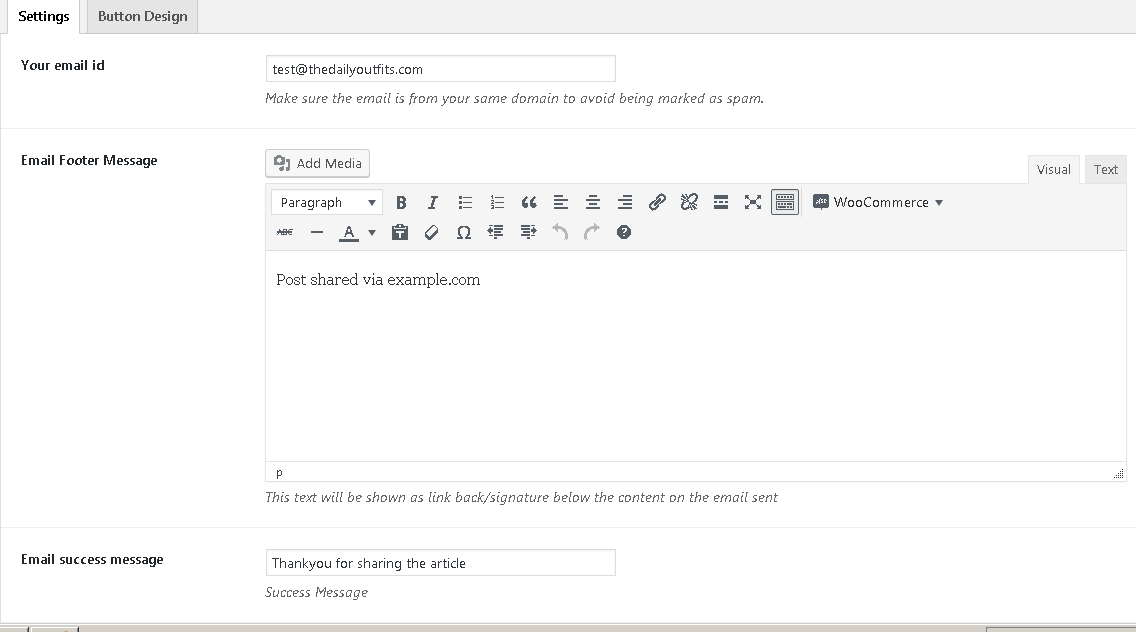 Settings Button Design
Your email id test@thedailyoutfits.com
Make sure the email is from your same domain to avoid being marked as spam.
Email Footer Message Add Media
Visual Text
Paragraph B I WooCommerce
ABC A Ω
Post shared via example.com
p
This text will be shown as link back/signature below the content on the email sent
Email success message Thankyou for sharing the article
Success Message